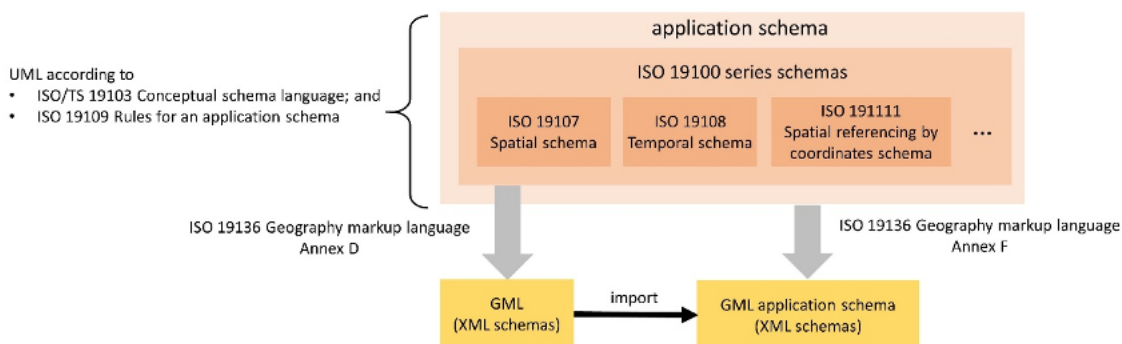 application schema
ISO 19100 series schemas
UML according to
• ISO/TS 19103 Conceptual schema language; and
• ISO 19109 Rules for an application schema
ISO 19107
Spatial schema
ISO 19108
Temporal schema
ISO 191111
Spatial referencing by
coordinates schema
...
ISO 19136 Geography markup language
Annex D
ISO 19136 Geography markup language
Annex F
GML
(XML schemas)
import
GML application schema
(XML schemas)